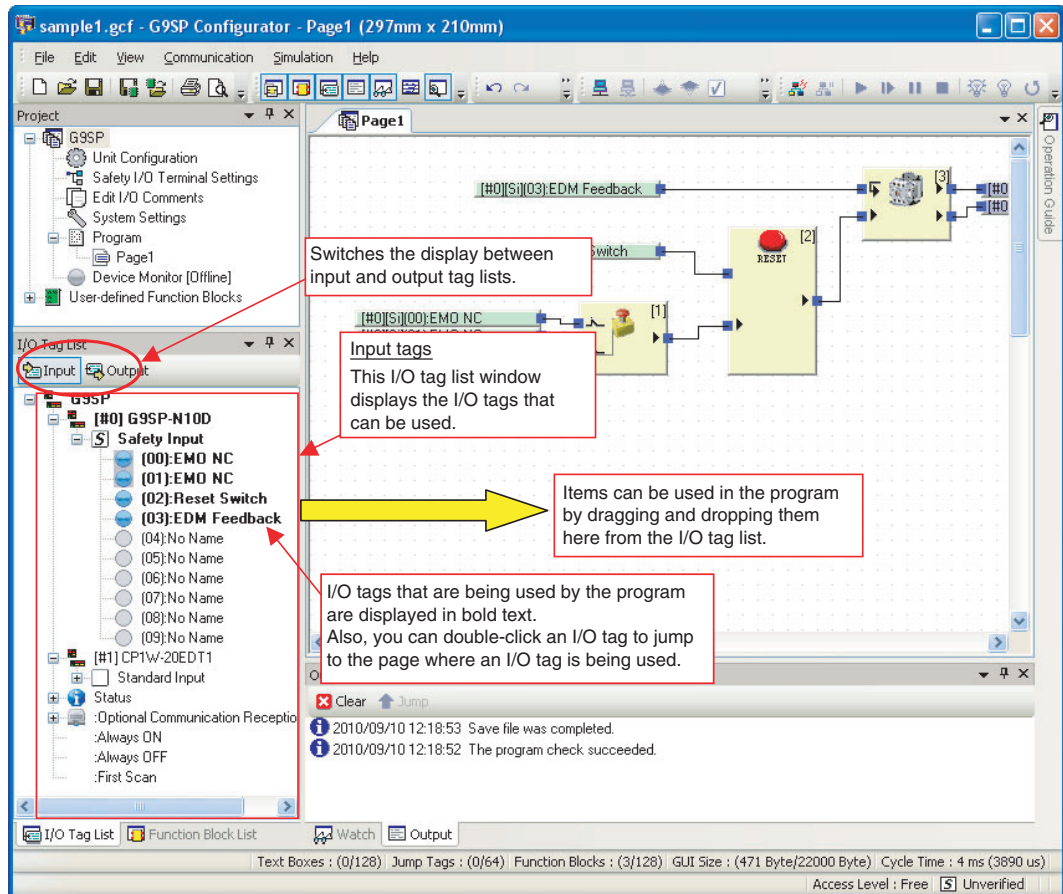 sample1.gcf - G9SP Configurator - Page1 (297mm x 210mm)
File Edit View Communication Simulation Help
Project
G9SP
Unit Configuration
Safety I/O Terminal Settings
Edit I/O Comments
System Settings
Program
Page1
Device Monitor [Offline]
User-defined Function Blocks
Page1
Operation Guide
[#0][Si](03):EDM Feedback
[3]
[#0
[#0
Switch
[2]
RESET
[#0][Si](00):EMO NC
[1]
Switches the display between
input and output tag lists.
Input tags
This I/O tag list window
displays the I/O tags that
can be used.
I/O Tag List
Input Output
G9SP
[#0] G9SP-N10D
S Safety Input
(00):EMO NC
(01):EMO NC
(02):Reset Switch
(03):EDM Feedback
(04):No Name
(05):No Name
(06):No Name
(07):No Name
(08):No Name
(09):No Name
[#1] CP1W-20EDT1
Standard Input
Status
:Optional Communication Receptio
:Always ON
:Always OFF
:First Scan
Items can be used in the program
by dragging and dropping them
here from the I/O tag list.
I/O tags that are being used by the program
are displayed in bold text.
Also, you can double-click an I/O tag to jump
to the page where an I/O tag is being used.
Clear Jump
2010/09/10 12:18:53 Save file was completed.
2010/09/10 12:18:52 The program check succeeded.
I/O Tag List Function Block List
Watch Output
Text Boxes : (0/128) Jump Tags : (0/64) Function Blocks : (3/128) GUI Size : (471 Byte/22000 Byte) Cycle Time : 4 ms (3890 us)
Access Level : Free S Unverified